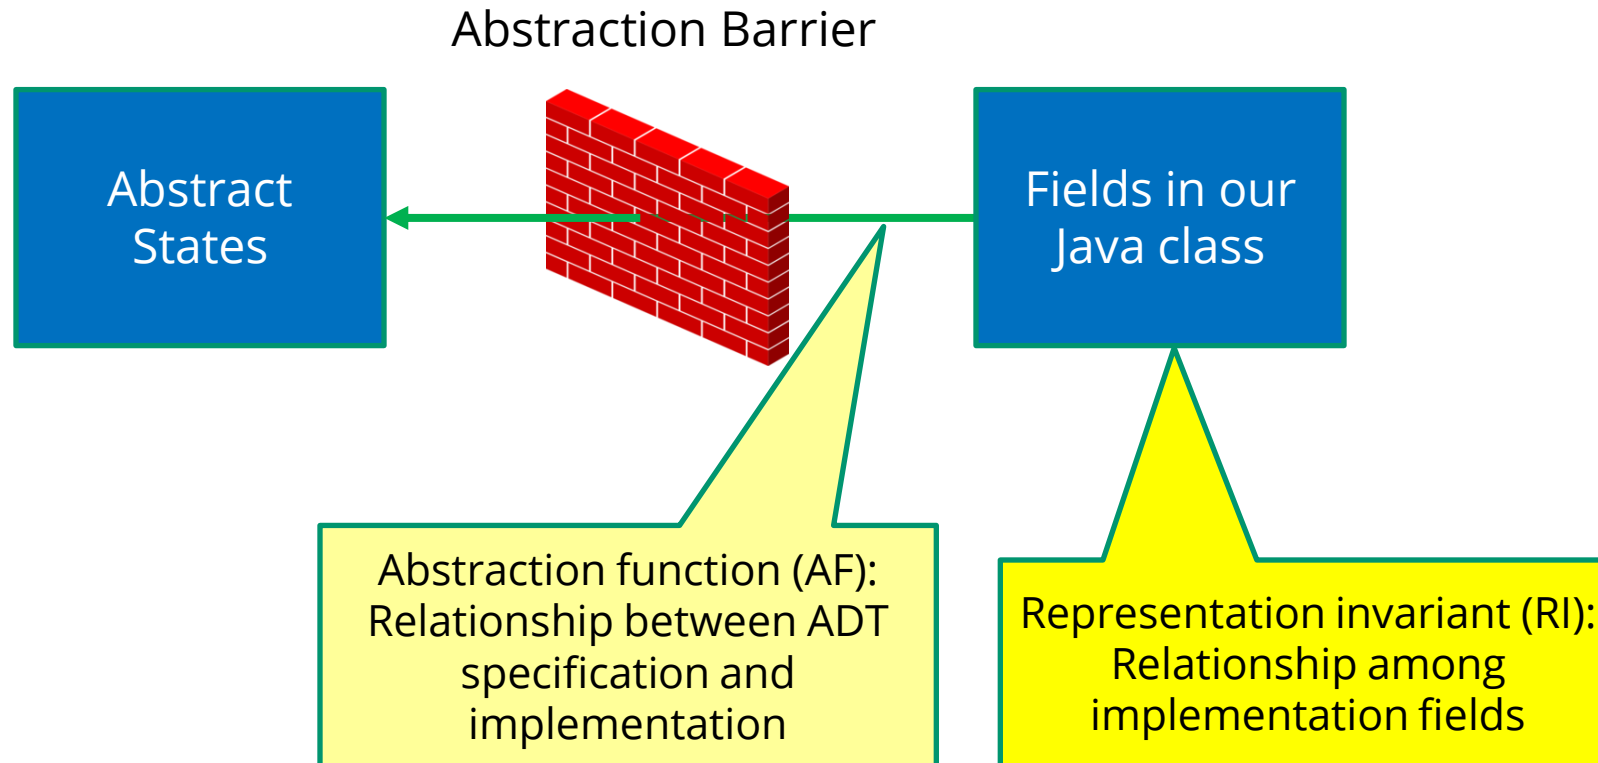 Abstraction Barrier
Abstract
States
Fields in our
Java class
Abstraction function (AF):
Relationship between ADT
specification and
implementation
Representation invariant (RI):
Relationship among
implementation fields